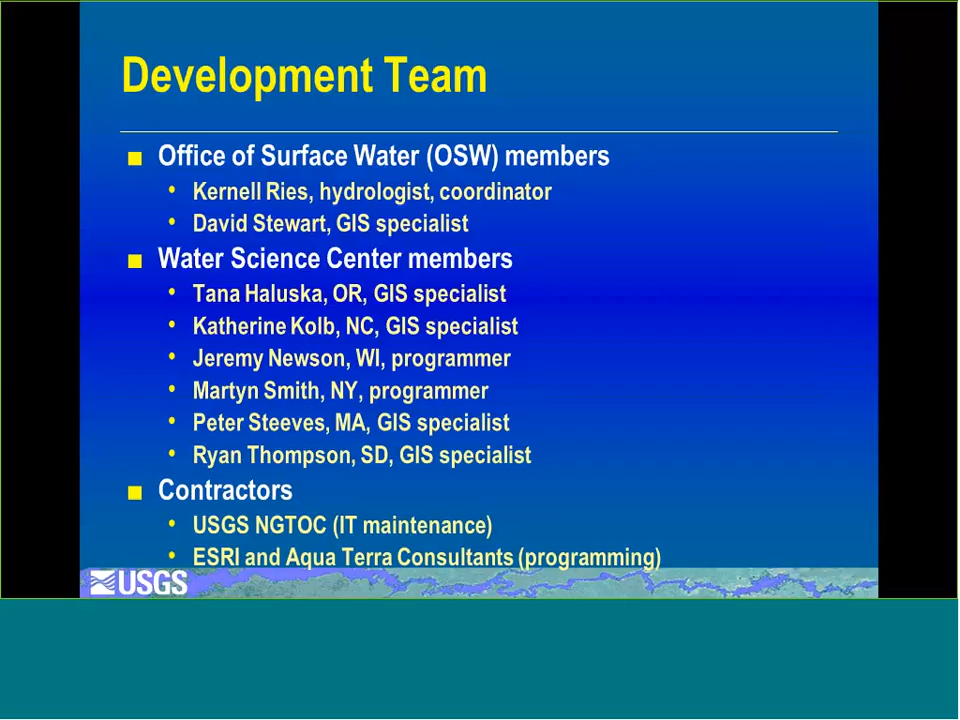 Development Team
■ Office of Surface Water (OSW) members
• Kernell Ries, hydrologist, coordinator
• David Stewart, GIS specialist
■ Water Science Center members
• Tana Haluska, OR, GIS specialist
• Katherine Kolb, NC, GIS specialist
• Jeremy Newson, WI, programmer
• Martyn Smith, NY, programmer
• Peter Steeves, MA, GIS specialist
• Ryan Thompson, SD, GIS specialist
■ Contractors
• USGS NGTOC (IT maintenance)
• ESRI and Aqua Terra Consultants (programming)
USGS